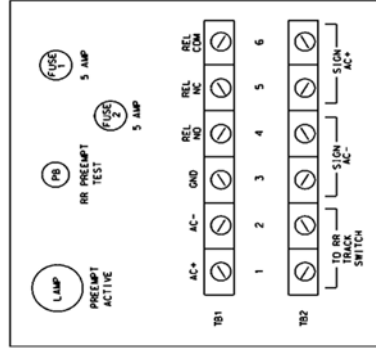 FUSE
1
5 AMP
FUSE
2
5 AMP
PB
RR PREEMPT
TEST
LAMP
PREEMPT
ACTIVE
REL
COM
REL
NC
REL
NO
GND
AC-
AC+
6
5
4
3
2
1
TB1
TB2
SIGN
AC+
SIGN
AC-
TO RR
TRACK
SWITCH